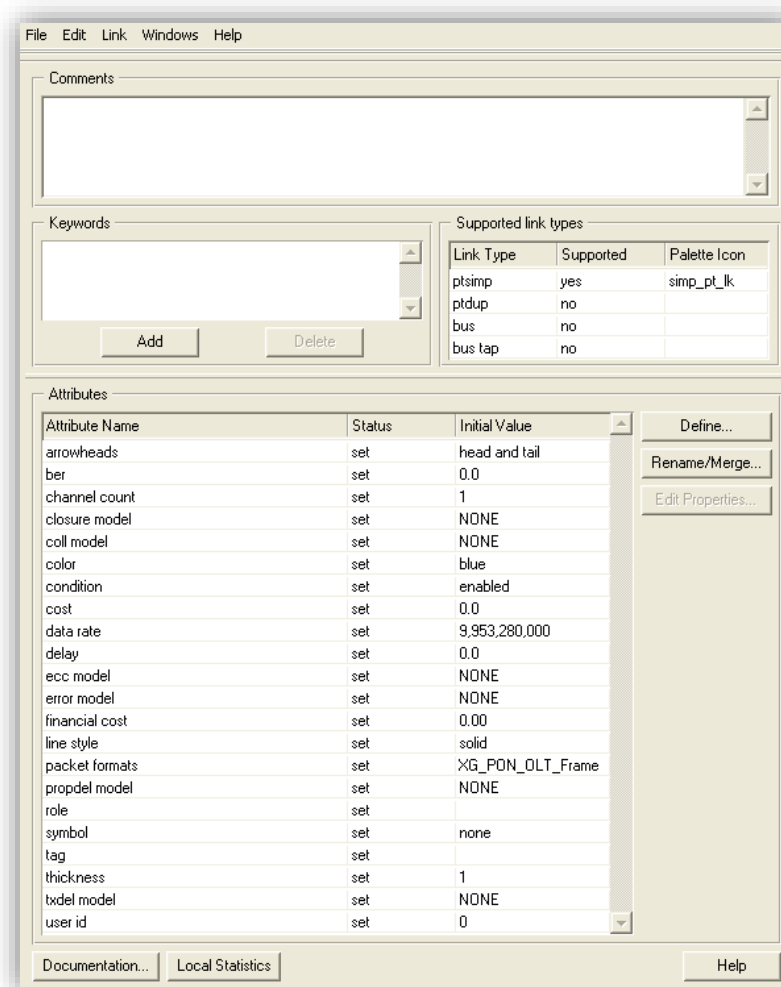 File Edit Link Windows Help
Comments
Keywords
Add Delete
Supported link types
Link Type Supported Palette Icon
ptsimp yes simp_pt_lk
ptdup no
bus no
bus tap no
Attributes
Attribute Name Status Initial Value
arrowheads set head and tail
ber set 0.0
channel count set 1
closure model set NONE
coll model set NONE
color set blue
condition set enabled
cost set 0.0
data rate set 9,953,280,000
delay set 0.0
ecc model set NONE
error model set NONE
financial cost set 0.00
line style set solid
packet formats set XG_PON_OLT_Frame
propdel model set NONE
role set
symbol set none
tag set
thickness set 1
txdel model set NONE
user id set 0
Define...
Rename/Merge...
Edit Properties...
Documentation... Local Statistics Help